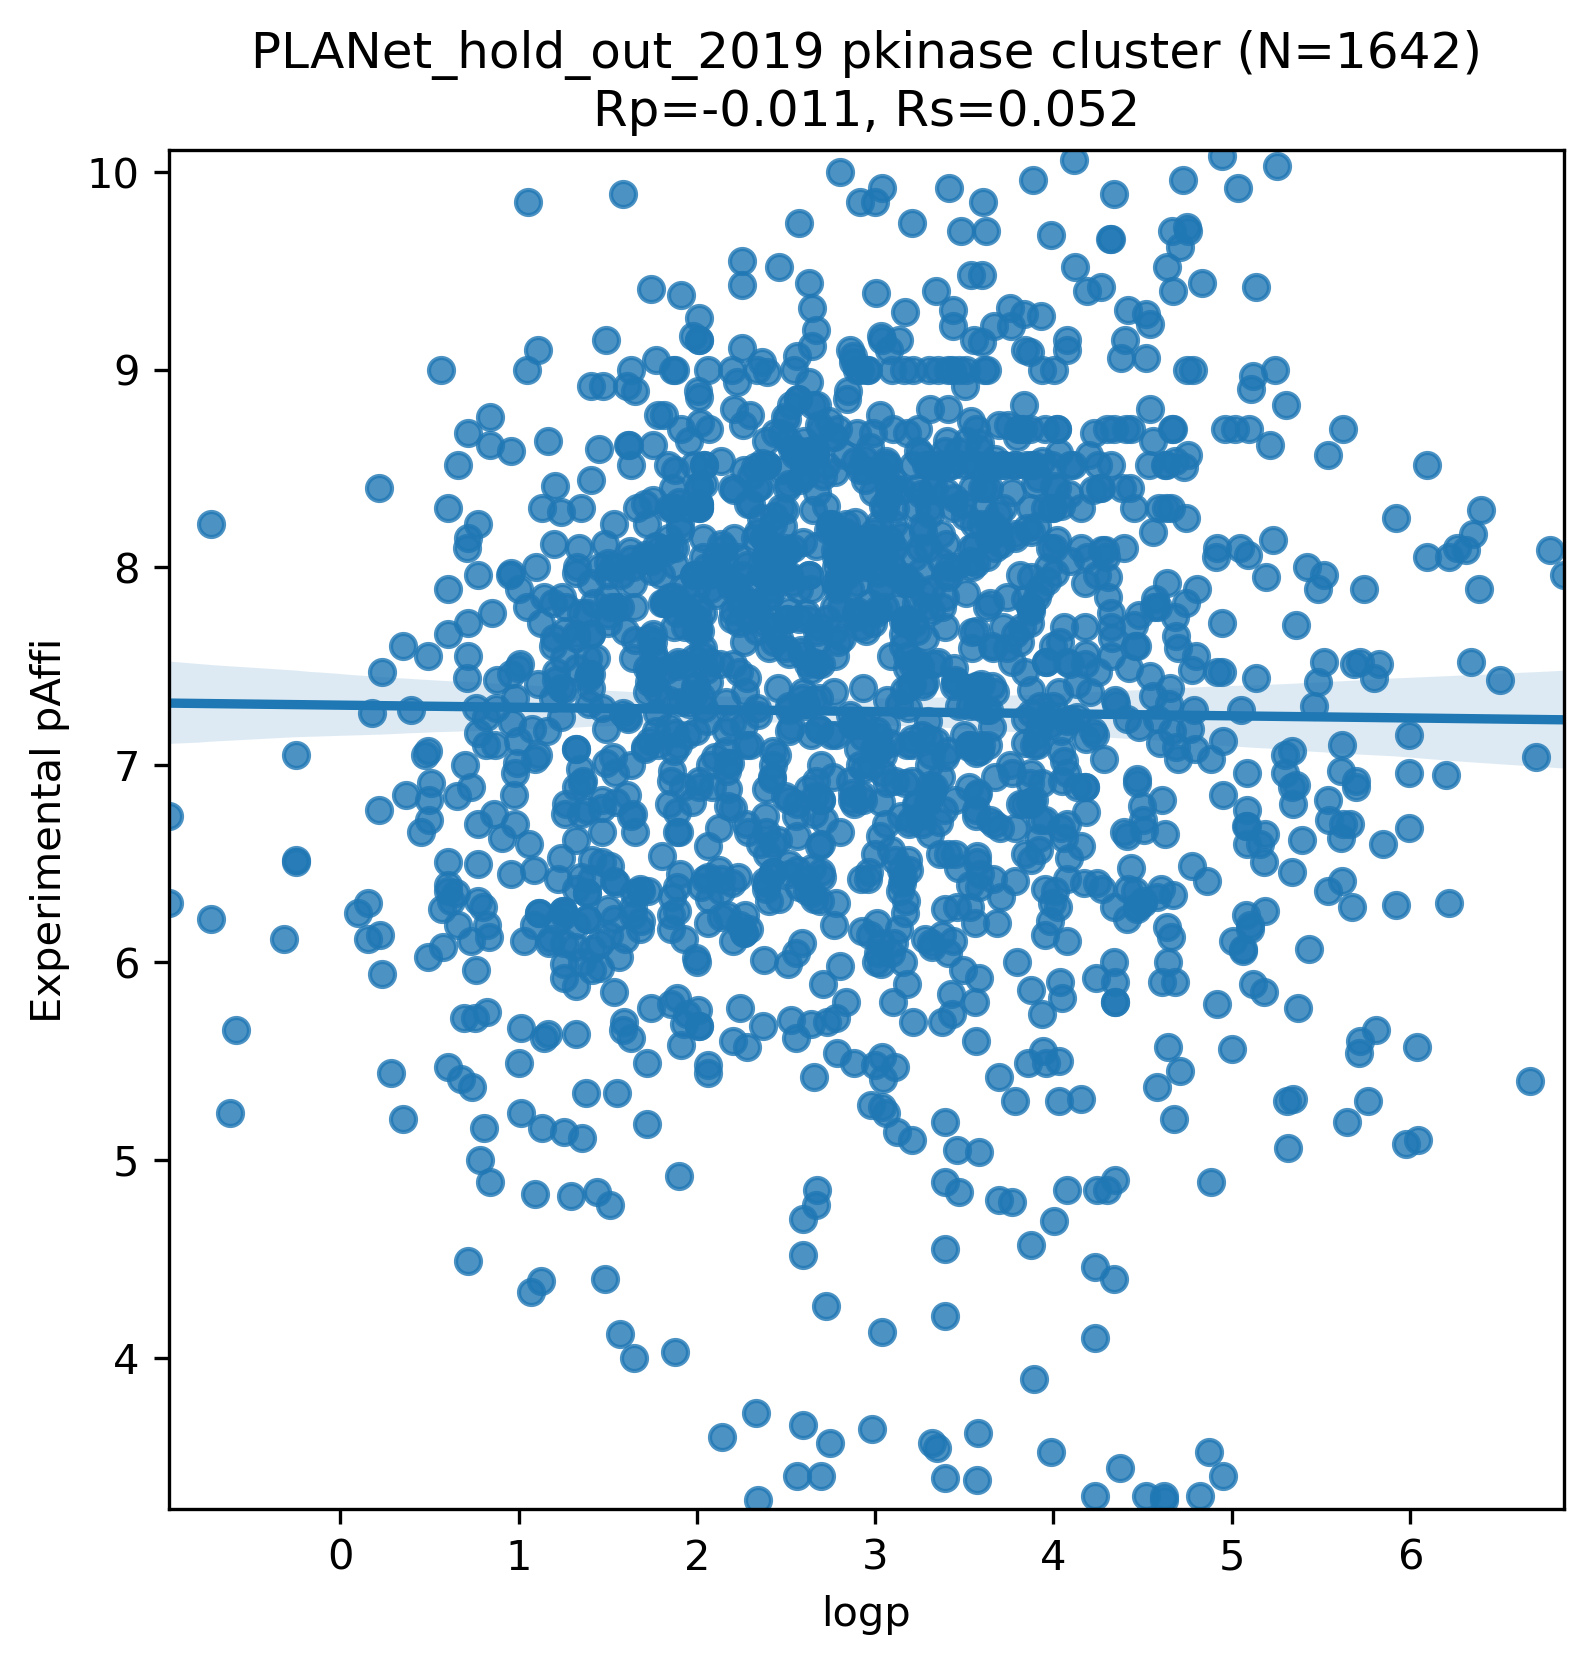 PLANet_hold_out_2019 pkinase cluster (N=1642)
Rp=-0.011, Rs=0.052
Experimental pAffi
10
9
8
7
6
5
4
0 1 2 3 4 5 6
logp